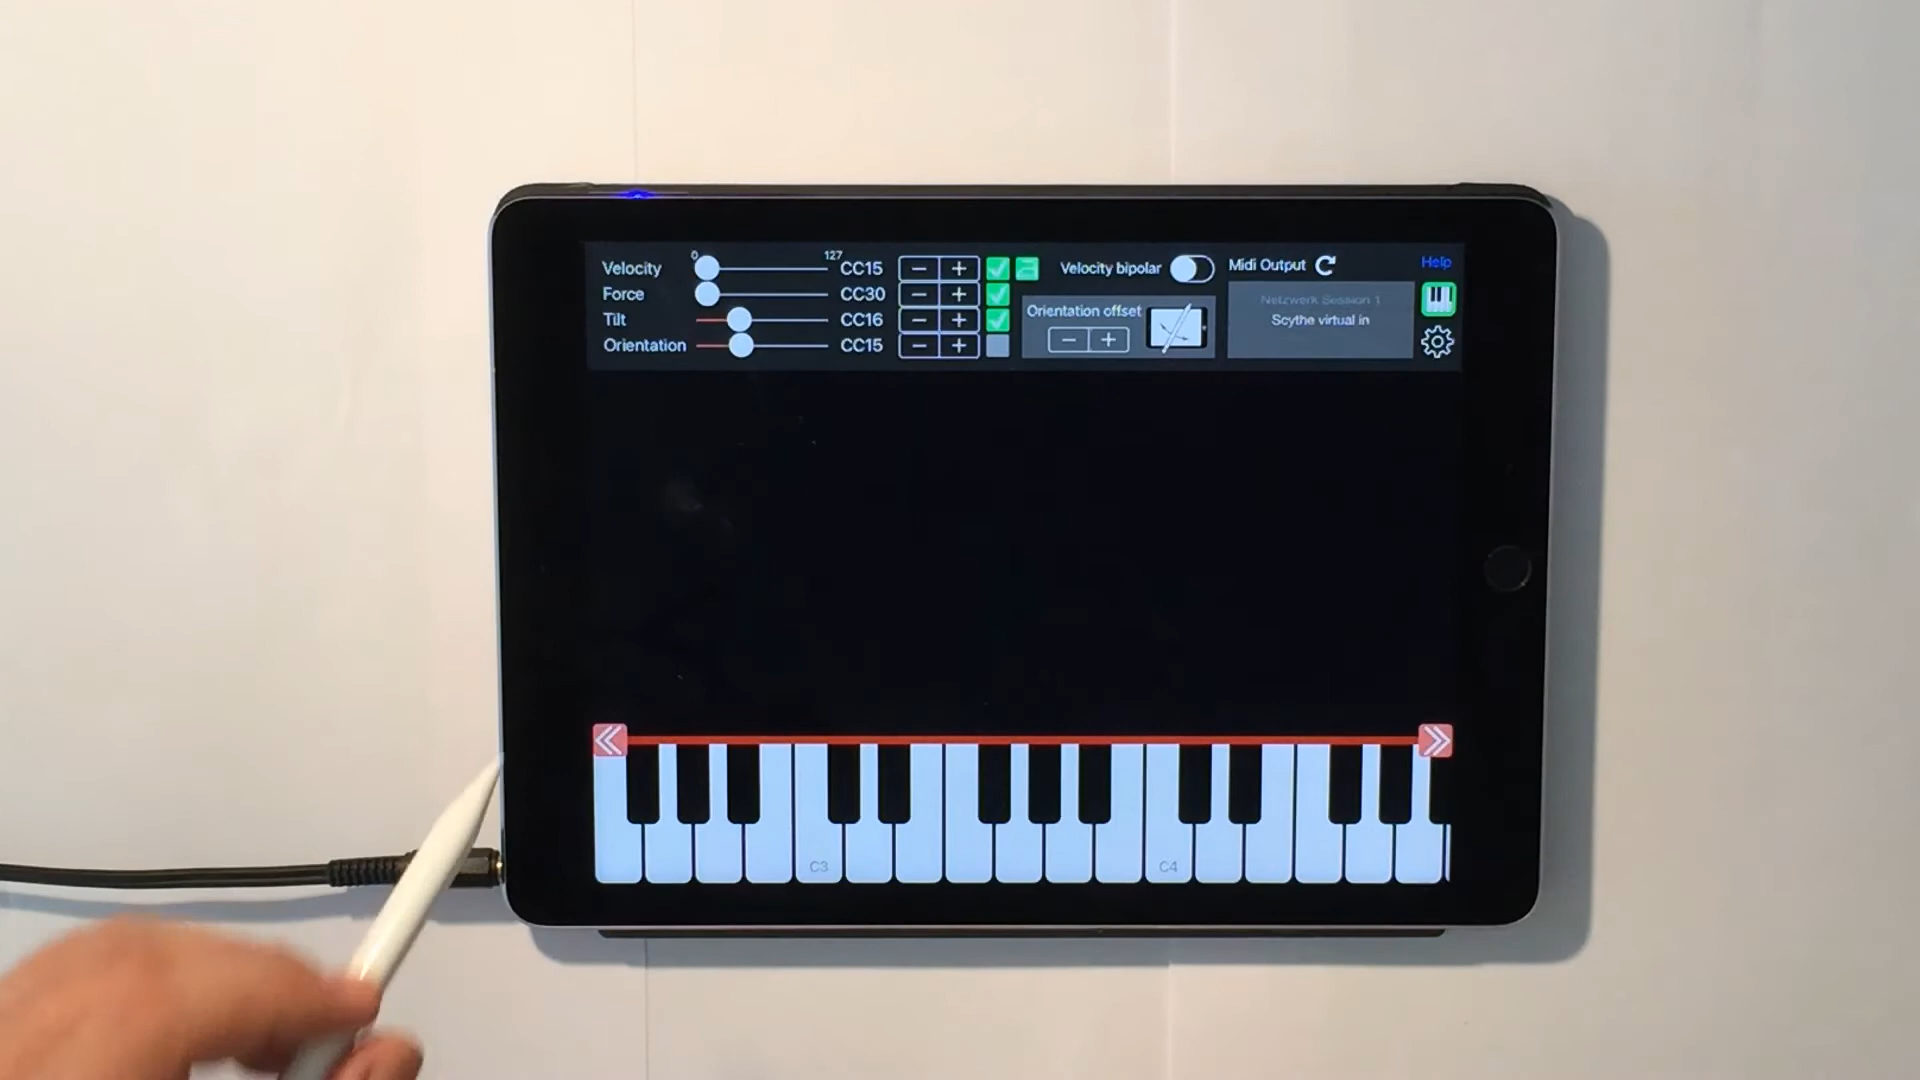 0 127
Velocity CC15 - + Velocity bipolar Midi Output Help
Force CC30 - +
Tilt CC16 - + Orientation offset
Orientation CC15 - + - +
Netzwerk Session 1
Scythe virtual in
C3 C4